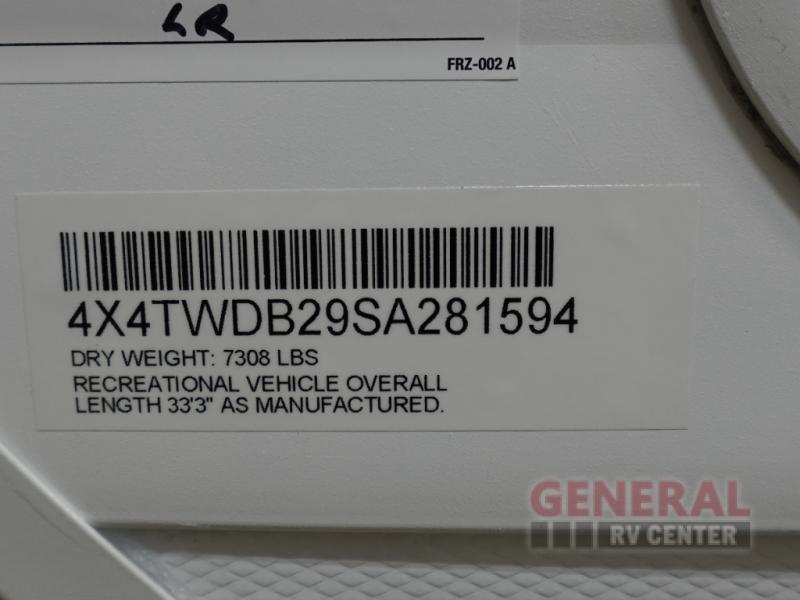 LR
FRZ-002 A
4X4TWDB29SA281594
DRY WEIGHT: 7308 LBS
RECREATIONAL VEHICLE OVERALL
LENGTH 33'3" AS MANUFACTURED.
GENERAL
RV CENTER